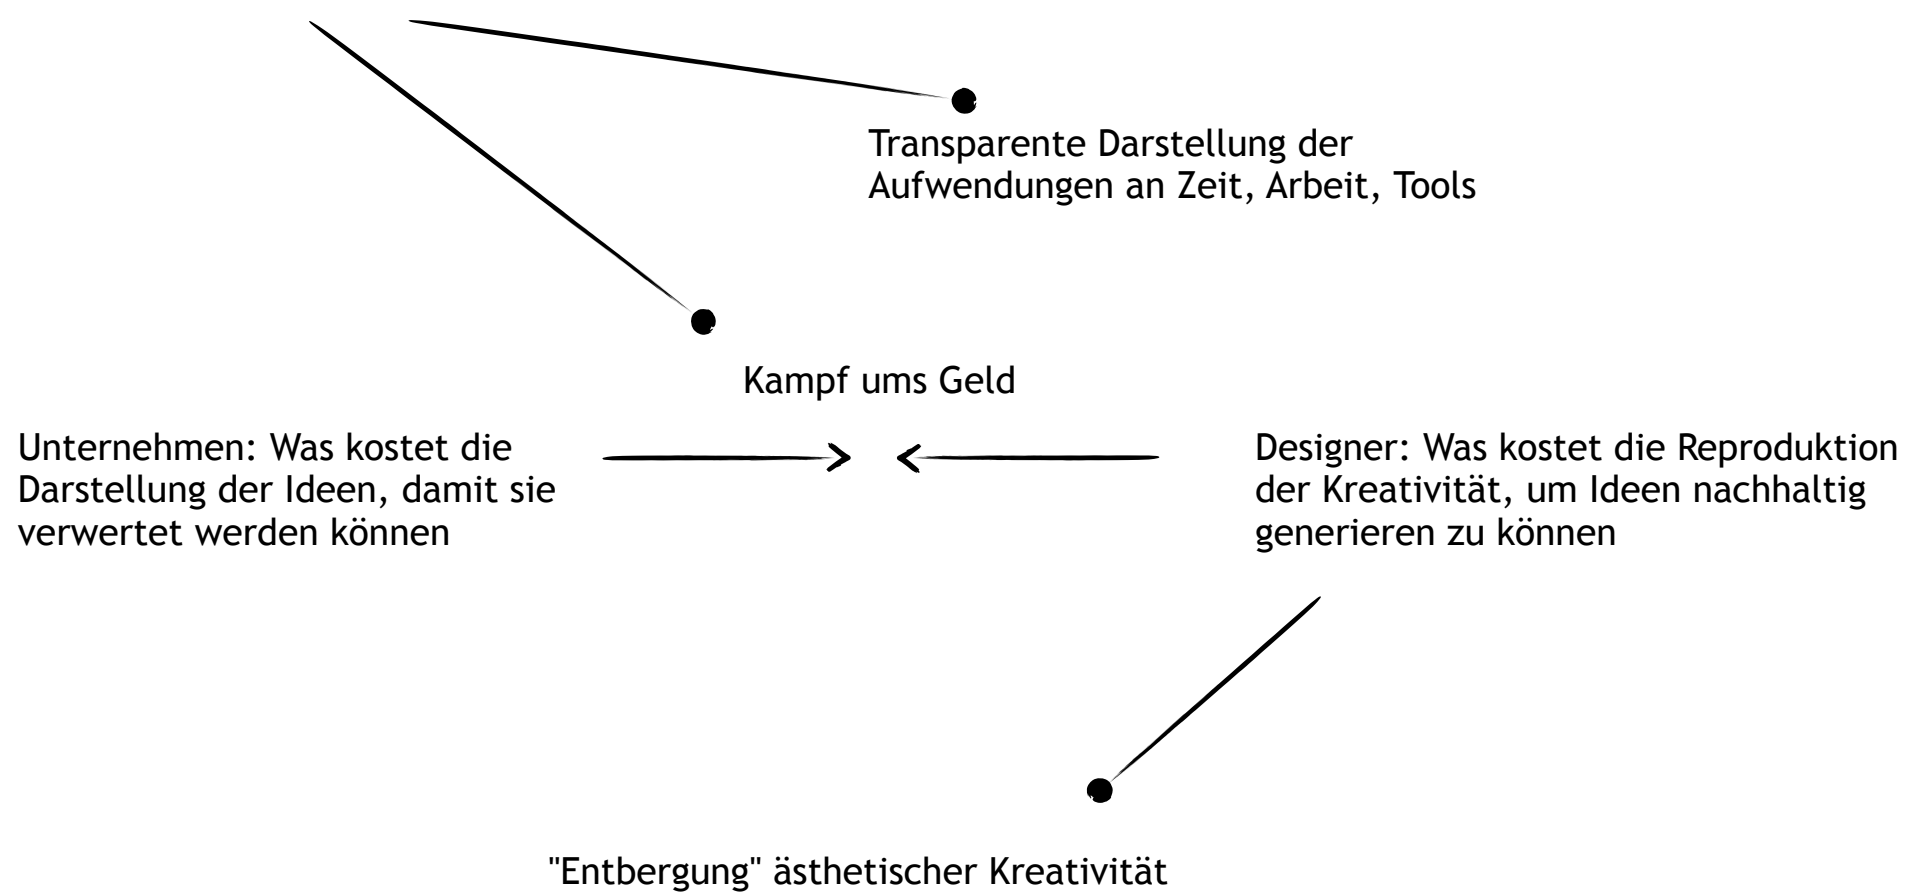 Transparente Darstellung der
Aufwendungen an Zeit, Arbeit, Tools
Kampf ums Geld
Unternehmen: Was kostet die
Darstellung der Ideen, damit sie
verwertet werden können
Designer: Was kostet die Reproduktion
der Kreativität, um Ideen nachhaltig
generieren zu können
"Entbergung" ästhetischer Kreativität